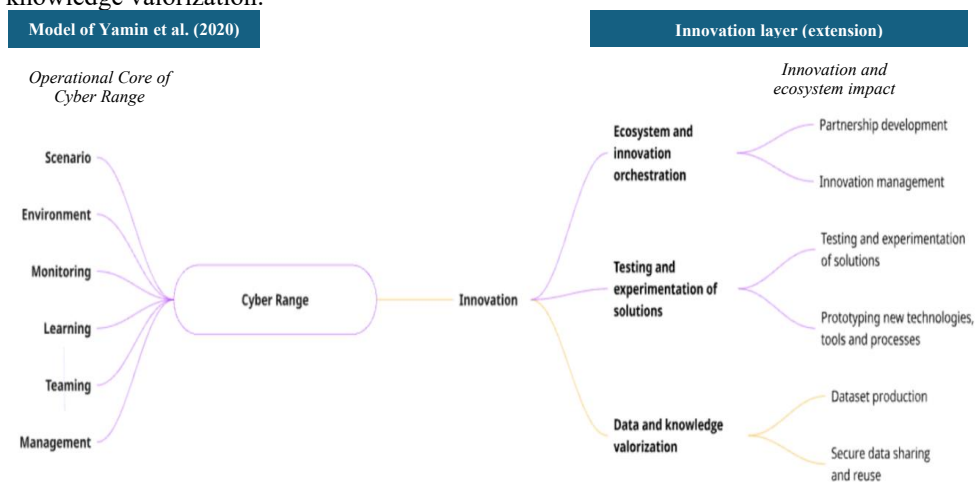 knowledge valorization.
Model of Yamin et al. (2020)
Innovation layer (extension)
Operational Core of
Cyber Range
Innovation and
ecosystem impact
Scenario
Environment
Monitoring
Learning
Teaming
Management
Cyber Range
Innovation
Ecosystem and
innovation
orchestration
Partnership development
Innovation management
Testing and
experimentation of
solutions
Testing and experimentation
of solutions
Prototyping new technologies,
tools and processes
Data and knowledge
valorization
Dataset production
Secure data sharing
and reuse